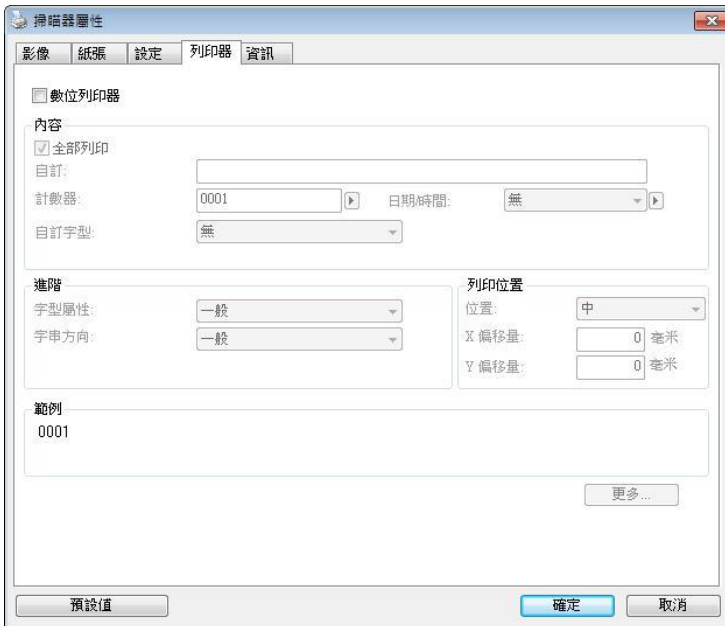 掃瞄器屬性
影像 紙張 設定 列印器 資訊
數位列印器
內容
全部列印
自訂:
計數器: 0001 日期/時間: 無
自訂字型: 無
進階
字型屬性: 一般
字串方向: 一般
列印位置
位置: 中
X 偏移量: 0 毫米
Y 偏移量: 0 毫米
範例
0001
更多...
預設值 確定 取消